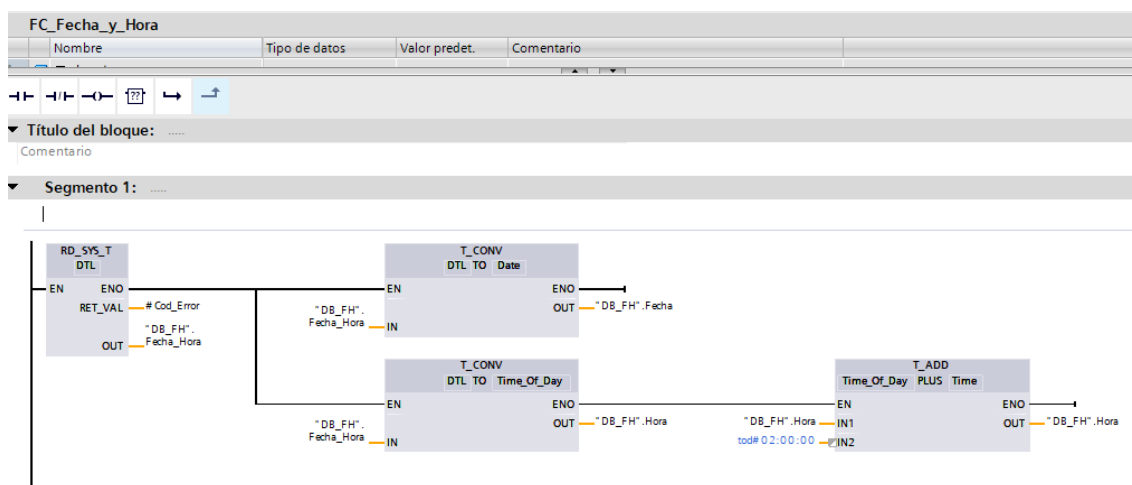 FC_Fecha_y_Hora
Nombre Tipo de datos Valor predet. Comentario
Título del bloque: .....
Comentario
Segmento 1: .....
RD_SYS_T
DTL
EN ENO
RET_VAL #Cod_Error
OUT "DB_FH".
Fecha_Hora
T_CONV
DTL TO Date
EN ENO
"DB_FH".
Fecha_Hora IN
OUT "DB_FH".Fecha
T_CONV
DTL TO Time_Of_Day
EN ENO
"DB_FH".
Fecha_Hora IN
OUT "DB_FH".Hora
T_ADD
Time_Of_Day PLUS Time
EN ENO
"DB_FH".Hora IN1 OUT "DB_FH".Hora
tod#02:00:00 IN2